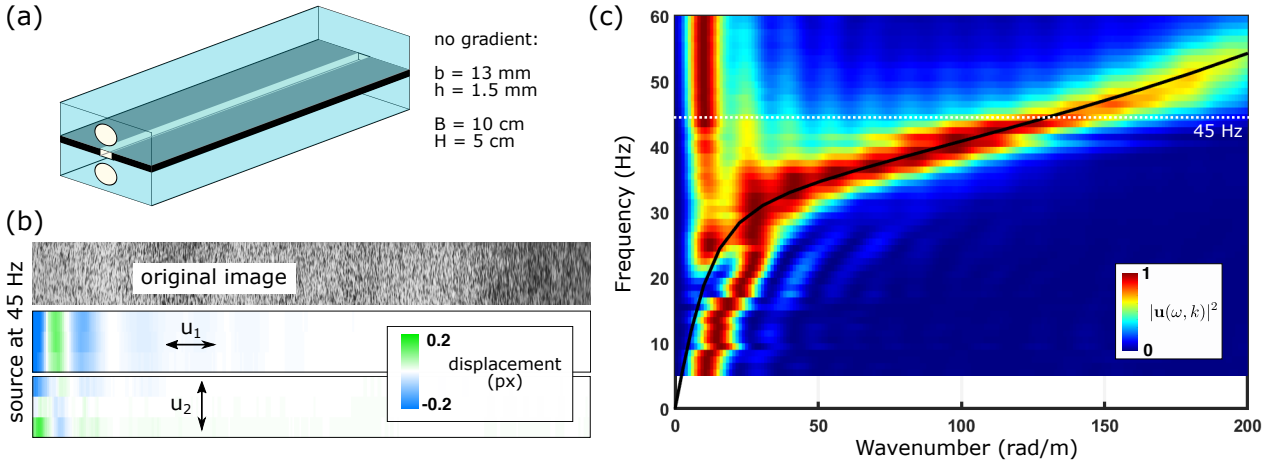 (a)
no gradient:
b = 13 mm
h = 1.5 mm
B = 10 cm
H = 5 cm
(b)
source at 45 Hz
original image
u₁
u₂
0.2
displacement
(px)
-0.2
(c)
Frequency (Hz)
60
50
40
30
20
10
0
45 Hz
1
|u(ω, k)|²
0
0 50 100 150 200
Wavenumber (rad/m)